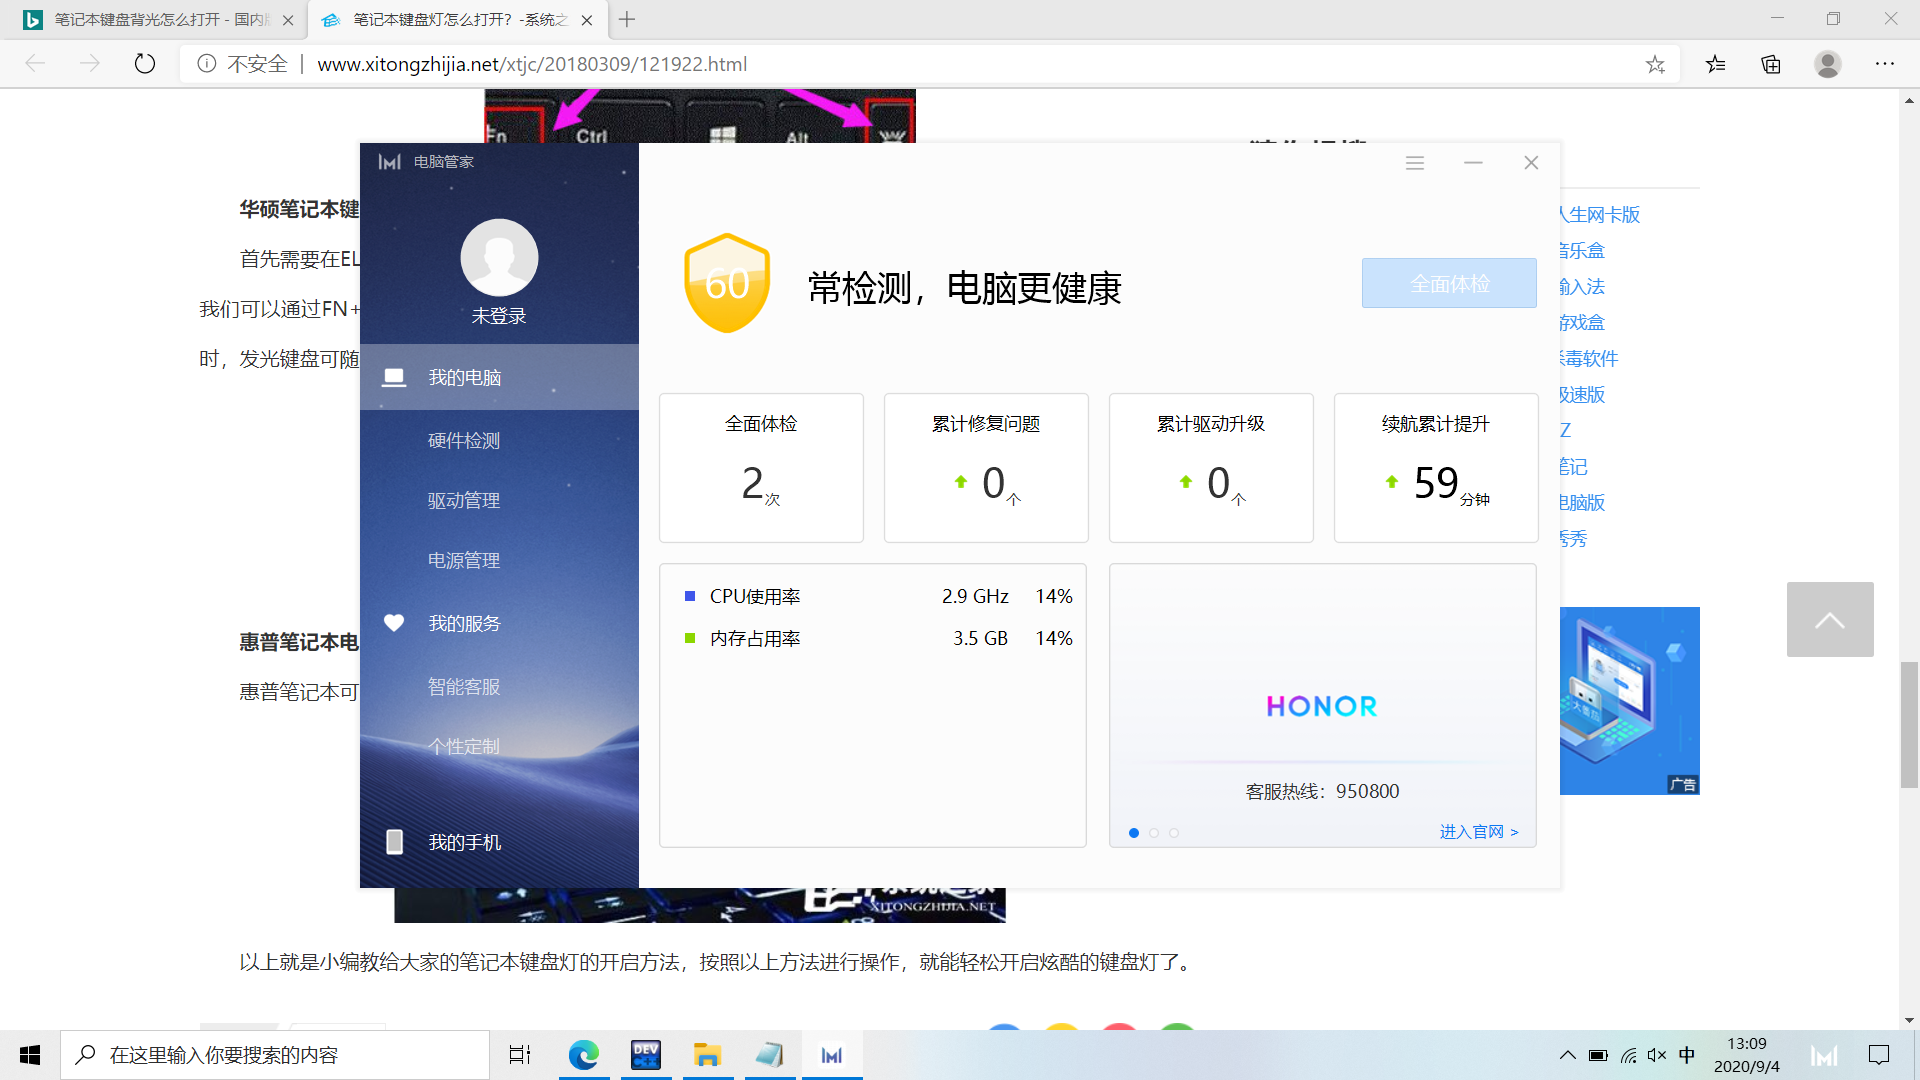 笔记本键盘背光怎么打开 - 国内
笔记本键盘灯怎么打开? -系统之
不安全
www.xitongzhijia.net/xtjc/20180309/121922.html
Fn
Ctrl
Alt
华硕笔记本键
首先需要在EL
我们可以通过FN+
时，发光键盘可随
惠普笔记本电
惠普笔记本可
电脑管家
未登录
我的电脑
硬件检测
驱动管理
电源管理
我的服务
智能客服
个性定制
我的手机
60
常检测，电脑更健康
全面体检
全面体检
2次
累计修复问题
0个
累计驱动升级
0个
续航累计提升
59分钟
CPU使用率 2.9 GHz 14%
内存占用率 3.5 GB 14%
HONOR
客服热线：950800
进入官网 >
人生网卡版
音乐盒
输入法
游戏盒
杀毒软件
极速版
Z
笔记
电脑版
秀秀
大番茄
广告
XITONGZHIJIA.NET
以上就是小编教给大家的笔记本键盘灯的开启方法，按照以上方法进行操作，就能轻松开启炫酷的键盘灯了。
在这里输入你要搜索的内容
DEV
C++
中
13:09
2020/9/4